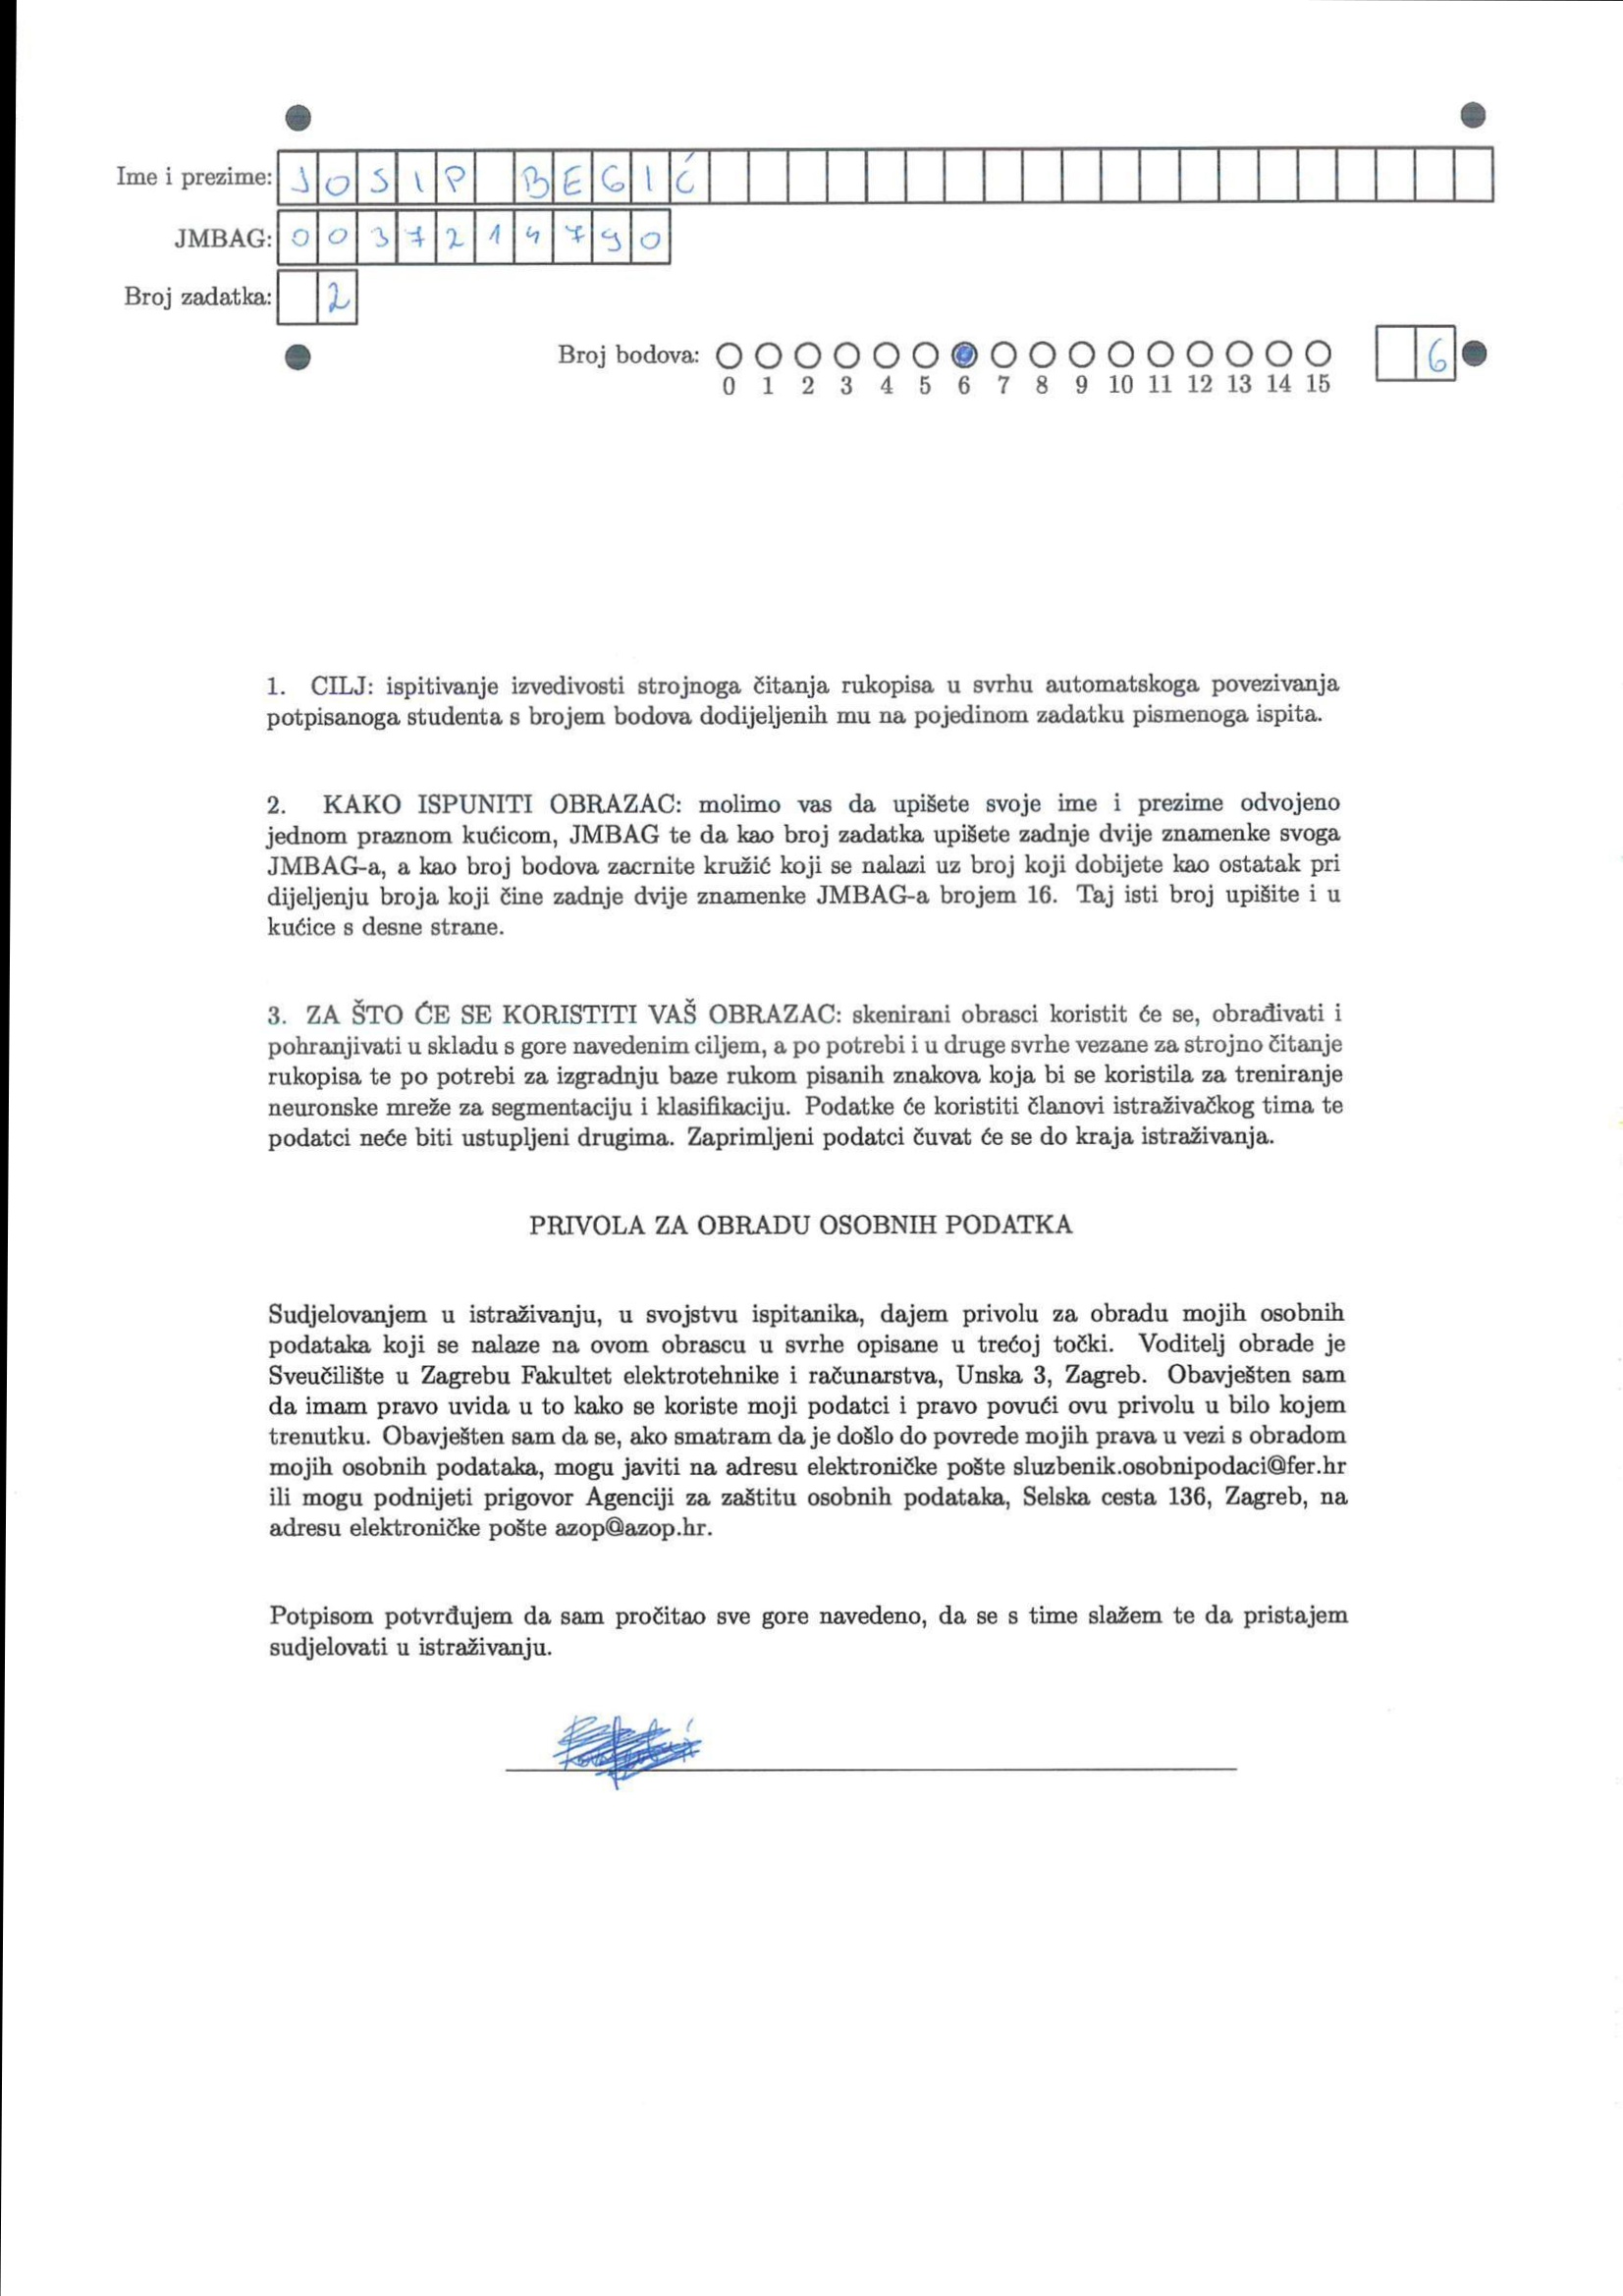 Ime i prezime: JOSIP BEGIĆ
JMBAG: 0037214790
Broj zadatka: 2
Broj bodova:
0 1 2 3 4 5 6 7 8 9 10 11 12 13 14 15
6
1. CILJ: ispitivanje izvedivosti strojnoga čitanja rukopisa u svrhu automatskoga povezivanja
potpisanoga studenta s brojem bodova dodijeljenih mu na pojedinom zadatku pismenoga ispita.
2. KAKO ISPUNITI OBRAZAC: molimo vas da upišete svoje ime i prezime odvojeno
jednom praznom kućicom, JMBAG te da kao broj zadatka upišete zadnje dvije znamenke svoga
JMBAG-a, a kao broj bodova zacrnite kružić koji se nalazi uz broj koji dobijete kao ostatak pri
dijeljenju broja koji čine zadnje dvije znamenke JMBAG-a brojem 16. Taj isti broj upišite i u
kućice s desne strane.
3. ZA ŠTO ĆE SE KORISTITI VAŠ OBRAZAC: skenirani obrasci koristit će se, obrađivati i
pohranjivati u skladu s gore navedenim ciljem, a po potrebi i u druge svrhe vezane za strojno čitanje
rukopisa te po potrebi za izgradnju baze rukom pisanih znakova koja bi se koristila za treniranje
neuronske mreže za segmentaciju i klasifikaciju. Podatke će koristiti članovi istraživačkog tima te
podatci neće biti ustupljeni drugima. Zaprimljeni podatci čuvat će se do kraja istraživanja.
PRIVOLA ZA OBRADU OSOBNIH PODATKA
Sudjelovanjem u istraživanju, u svojstvu ispitanika, dajem privolu za obradu mojih osobnih
podataka koji se nalaze na ovom obrascu u svrhe opisane u trećoj točki. Voditelj obrade je
Sveučilište u Zagrebu Fakultet elektrotehnike i računarstva, Unska 3, Zagreb. Obavješten sam
da imam pravo uvida u to kako se koriste moji podatci i pravo povući ovu privolu u bilo kojem
trenutku. Obavješten sam da se, ako smatram da je došlo do povrede mojih prava u vezi s obradom
mojih osobnih podataka, mogu javiti na adresu elektroničke pošte sluzbenik.osobnipodaci@fer.hr
ili mogu podnijeti prigovor Agenciji za zaštitu osobnih podataka, Selska cesta 136, Zagreb, na
adresu elektroničke pošte azop@azop.hr.
Potpisom potvrđujem da sam pročitao sve gore navedeno, da se s time slažem te da pristajem
sudjelovati u istraživanju.